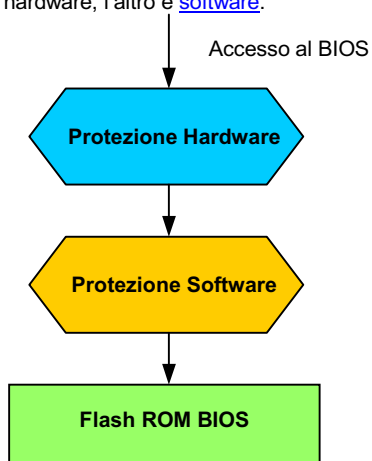 hardware, l'altro è software.
Accesso al BIOS
Protezione Hardware
Protezione Software
Flash ROM BIOS